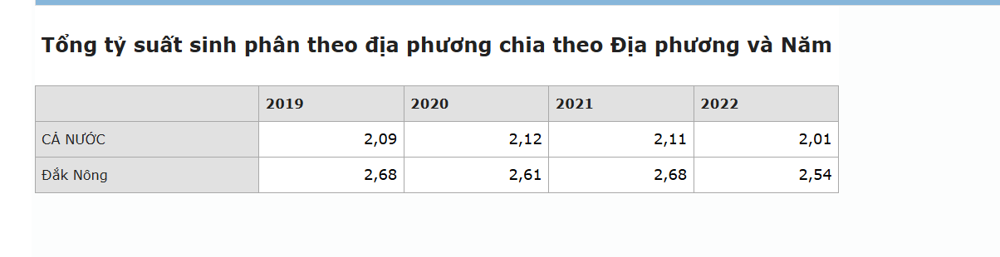 Tổng tỷ suất sinh phân theo địa phương chia theo Địa phương và Năm
2019 2020 2021 2022
CẢ NƯỚC 2,09 2,12 2,11 2,01
Đắk Nông 2,68 2,61 2,68 2,54